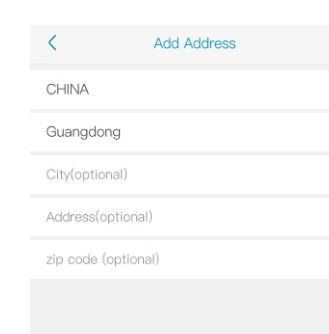 Add Address
CHINA
Guangdong
City(optional)
Address(optional)
zip code (optional)